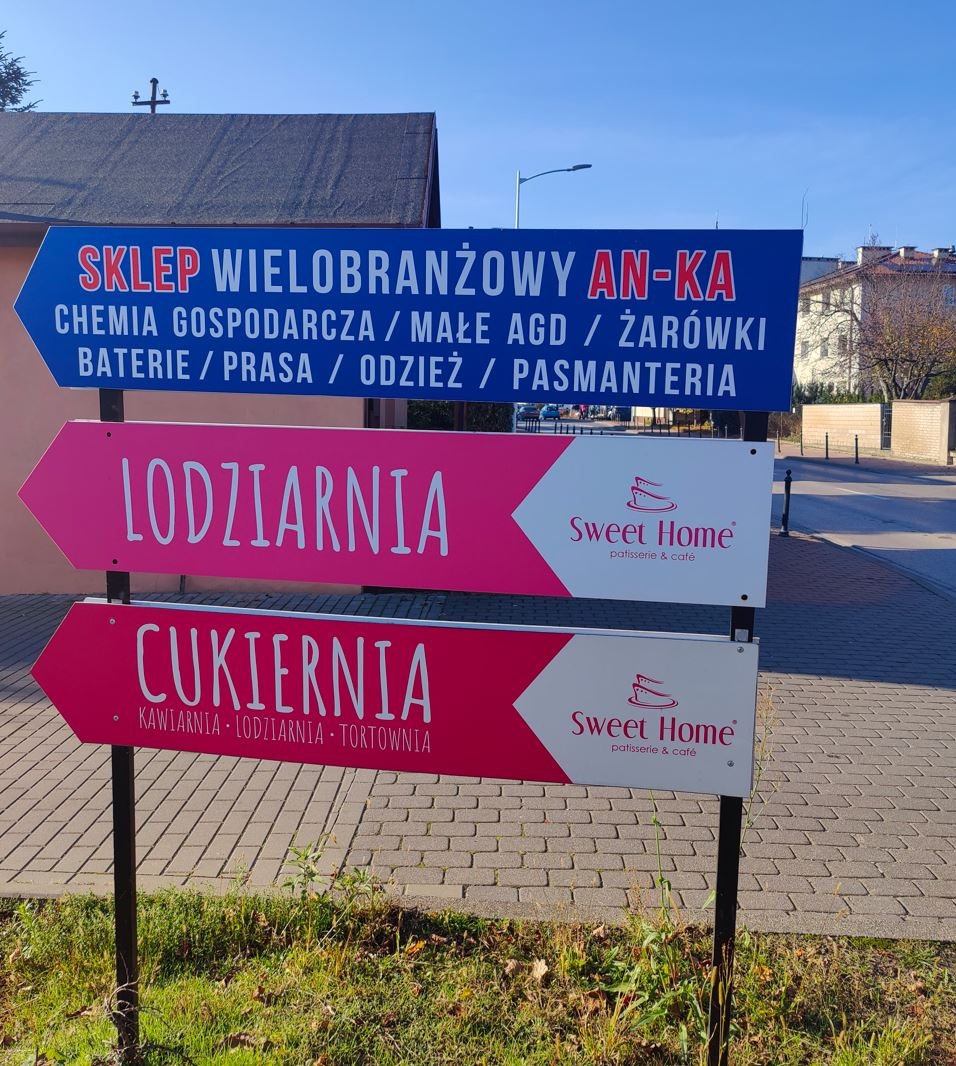 SKLEP WIELOBRANŻOWY AN-KA
CHEMIA GOSPODARCZA / MAŁE AGD / ŻARÓWKI
BATERIE / PRASA / ODZIEŻ / PASMANTERIA
LODZIARNIA
Sweet Home®
patisserie & café
CUKIERNIA
KAWIARNIA · LODZIARNIA · TORTOWNIA
Sweet Home®
patisserie & café